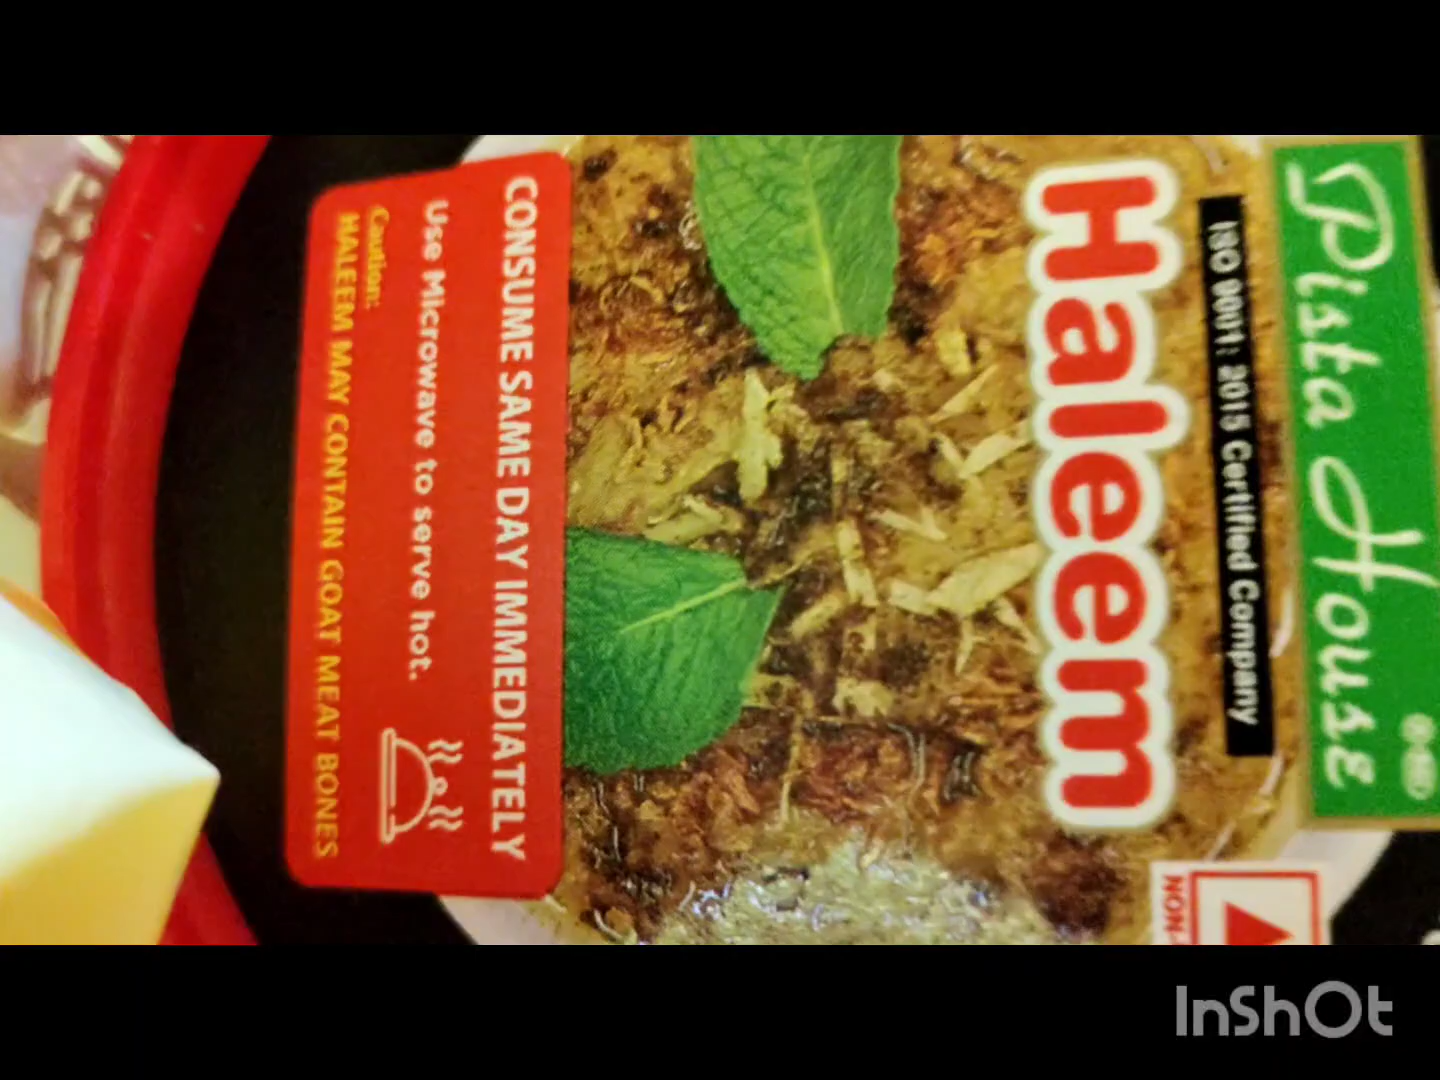 Pista House
ISO 9001: 2015 Certified Company
Haleem
NON-
CONSUME SAME DAY IMMEDIATELY
Use Microwave to serve hot.
Caution:
HALEEM MAY CONTAIN GOAT MEAT BONES
InShOt